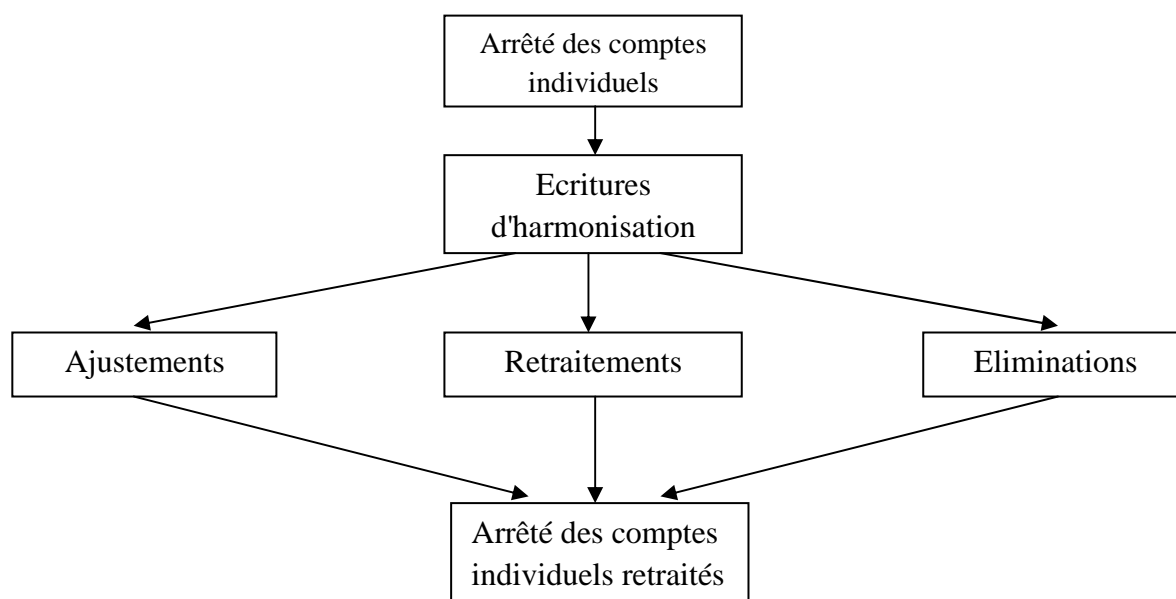 Arrêté des comptes
individuels
Ecritures
d'harmonisation
Ajustements
Retraitements
Eliminations
Arrêté des comptes
individuels retraités